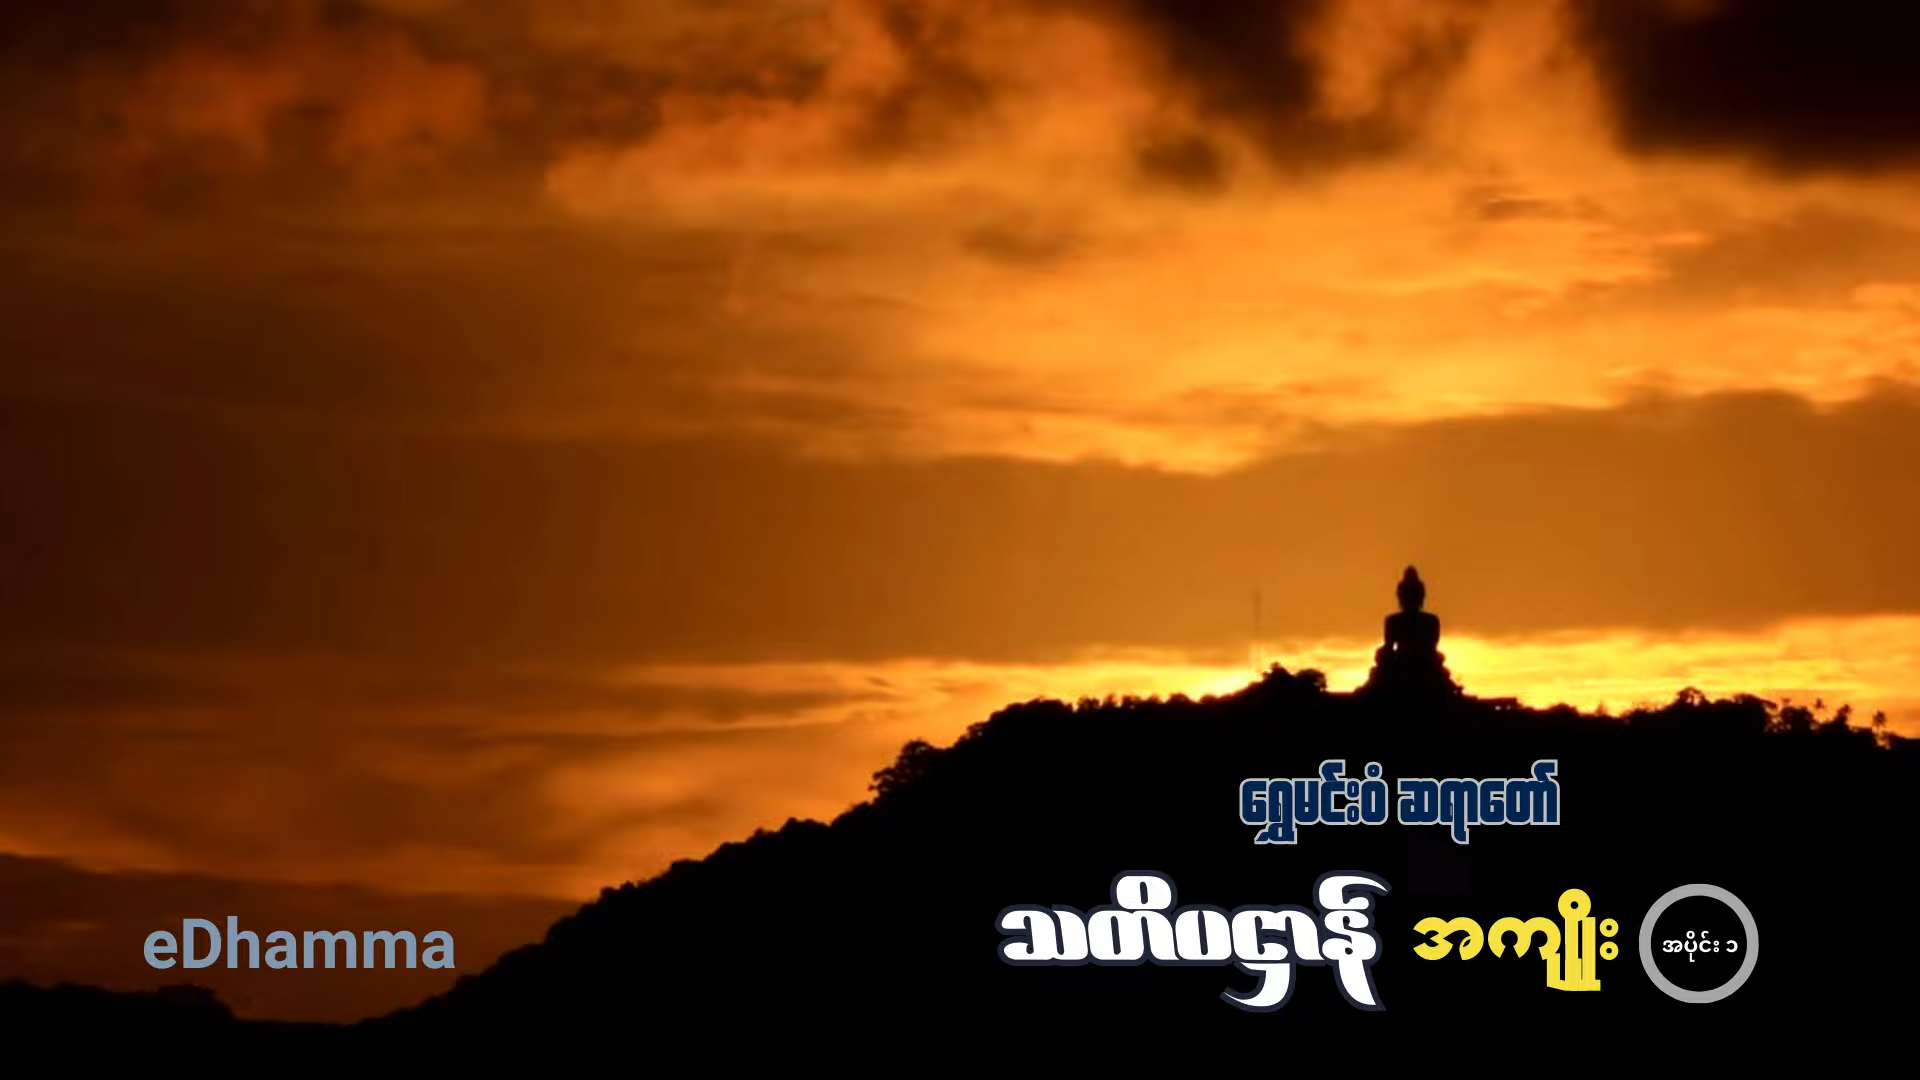 ရွှေမင်းဝံ ဆရာတော်
သတိပဋ္ဌာန် အကျိုး အပိုင်း ၁
eDhamma